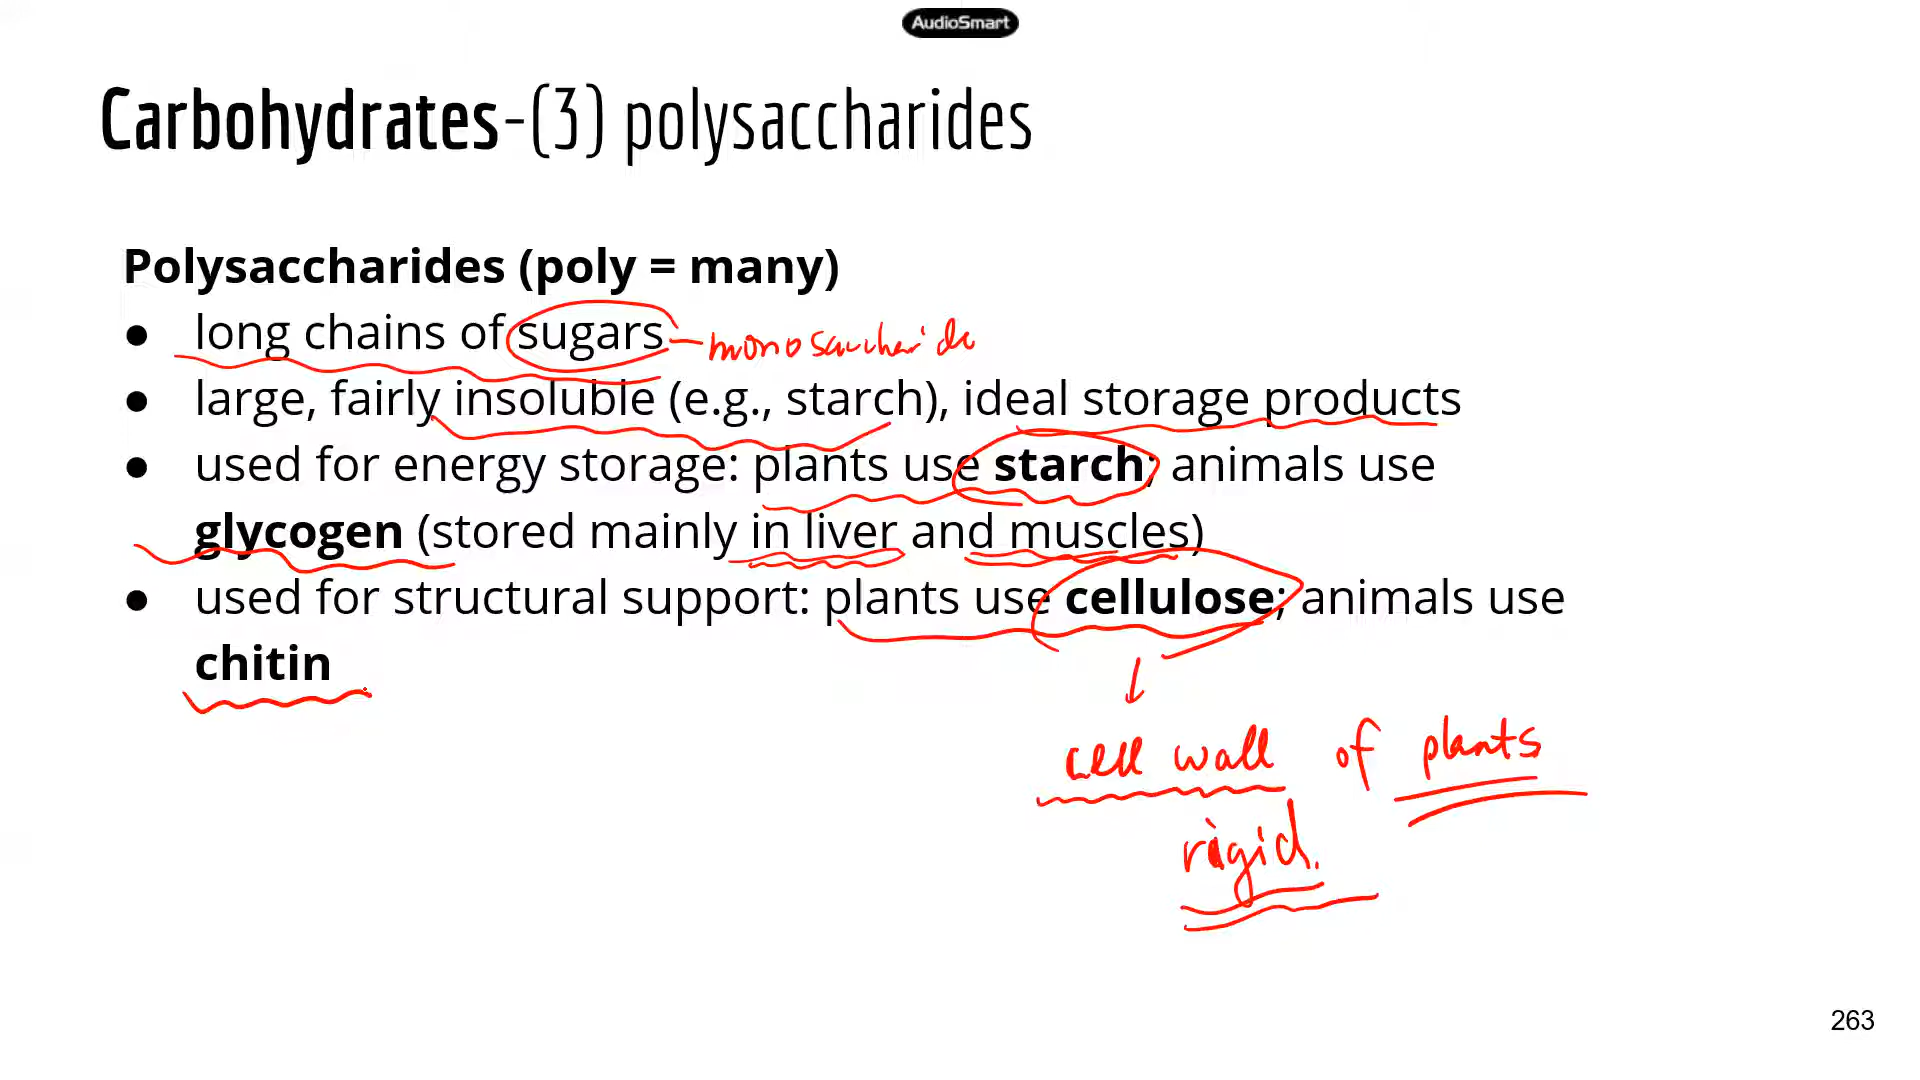 AudioSmart
Carbohydrates-(3) polysaccharides
Polysaccharides (poly = many)
● long chains of sugars - monosaccharide
● large, fairly insoluble (e.g., starch), ideal storage products
● used for energy storage: plants use starch; animals use
glycogen (stored mainly in liver and muscles)
● used for structural support: plants use cellulose; animals use
chitin
↓
cell wall of plants
rigid.
263